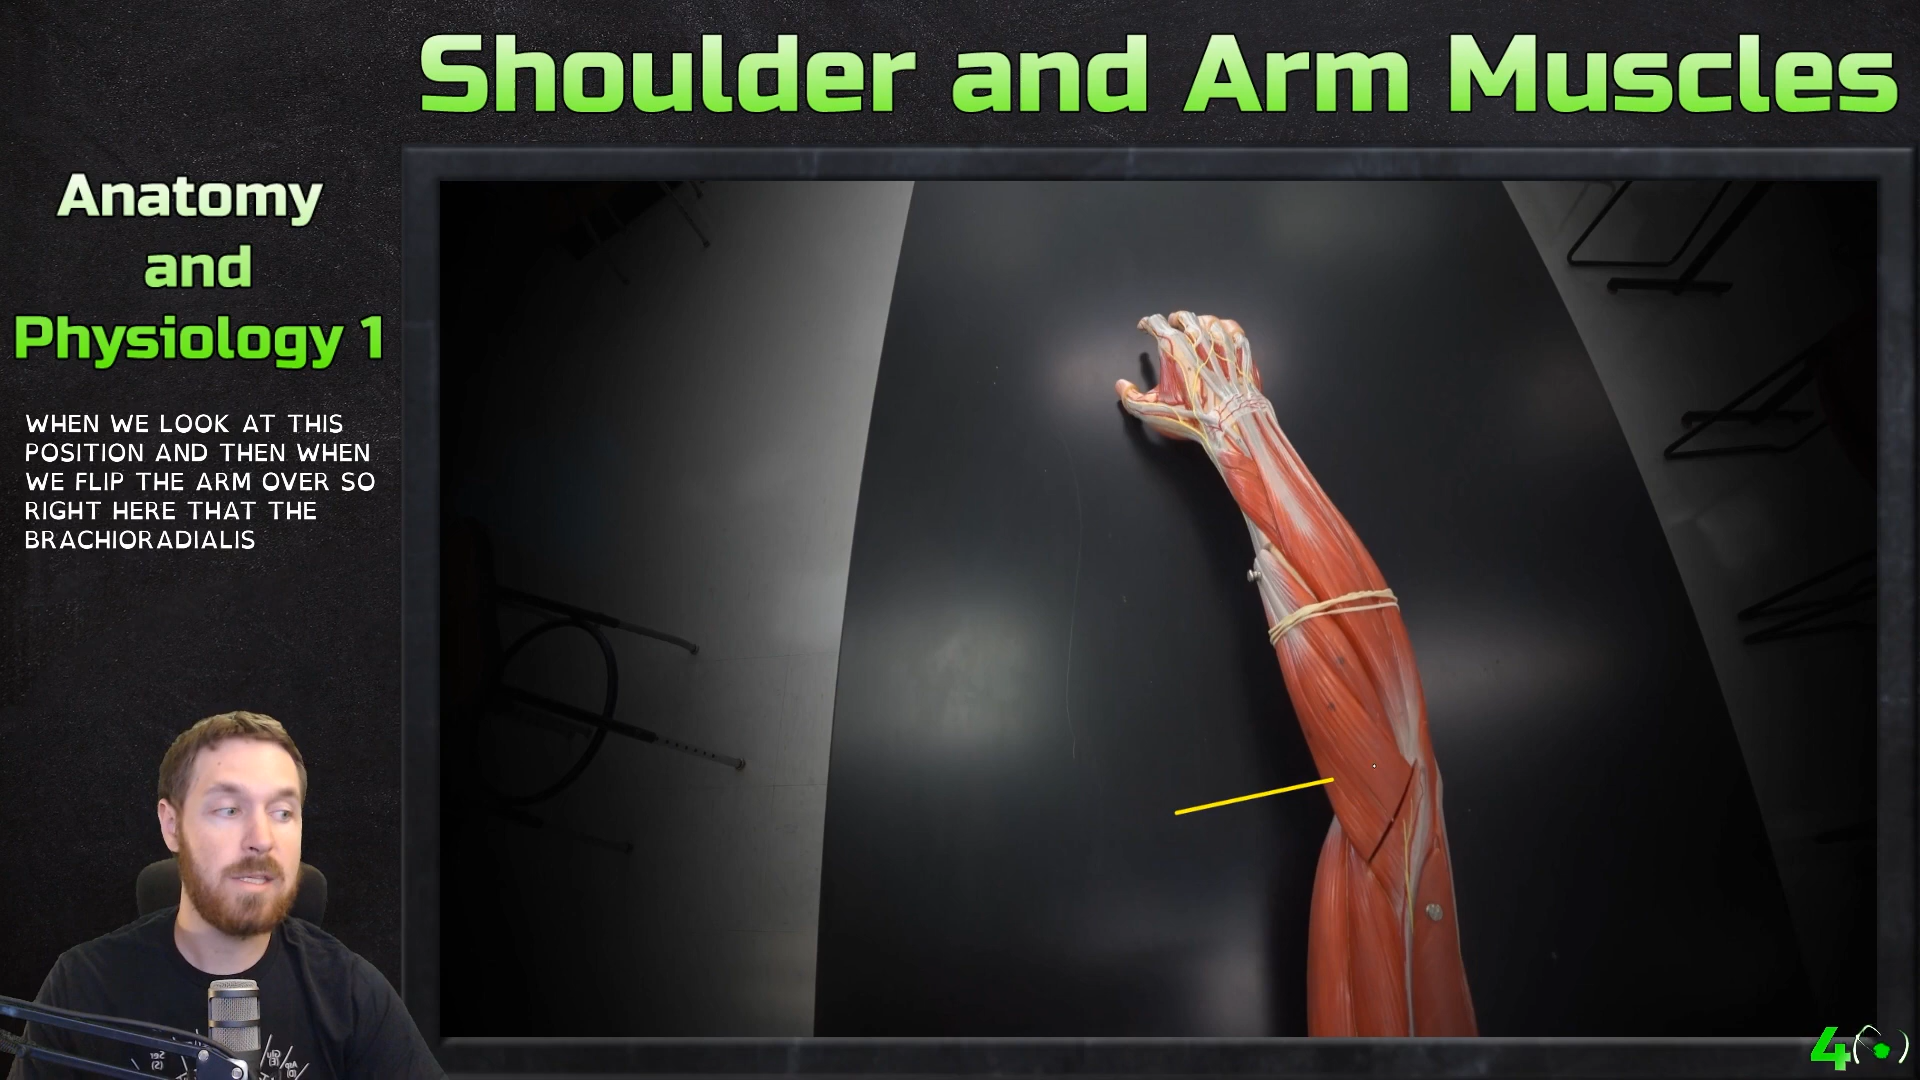 Shoulder and Arm Muscles
Anatomy
and
Physiology 1
WHEN WE LOOK AT THIS
POSITION AND THEN WHEN
WE FLIP THE ARM OVER SO
RIGHT HERE THAT THE
BRACHIORADIALIS
4